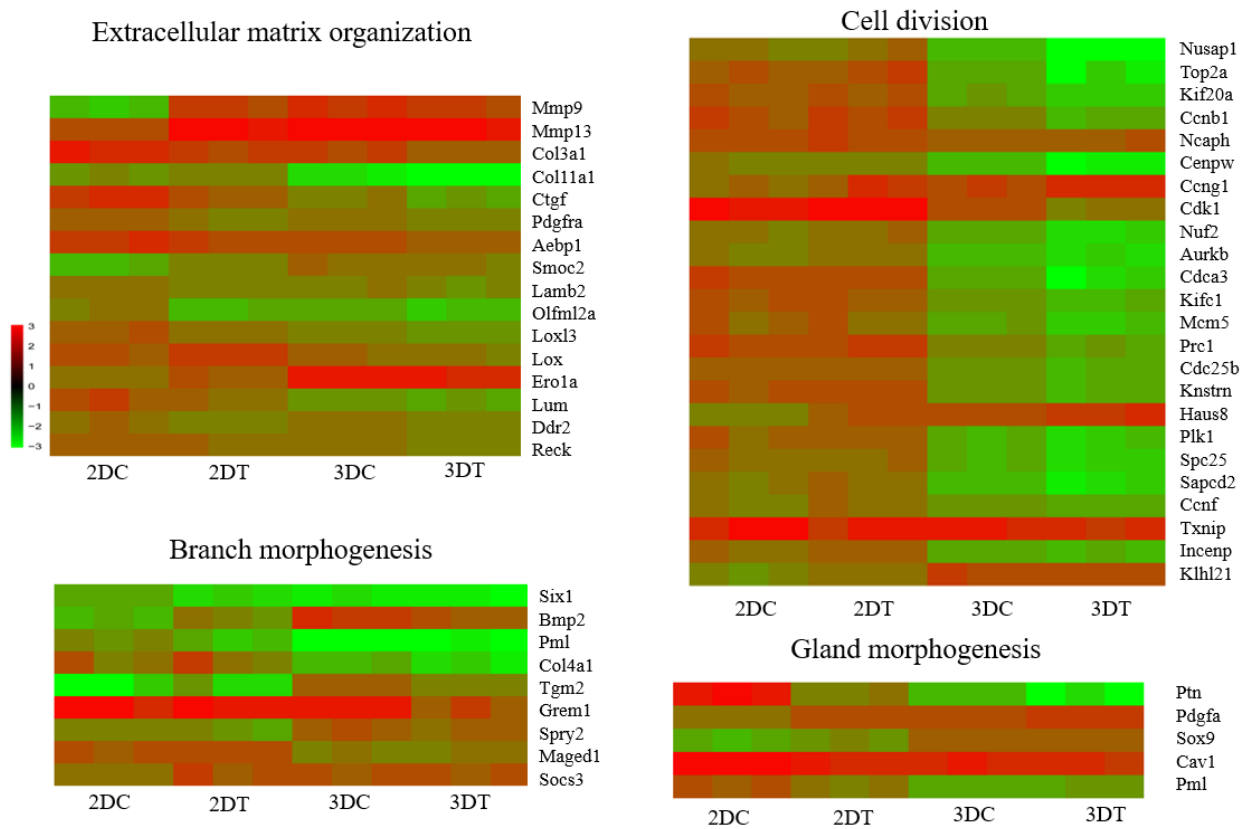 Extracellular matrix organization
Mmp9
Mmp13
Col3a1
Col11a1
Ctgf
Pdgfra
Aebp1
Smoc2
Lamb2
Olfml2a
Loxl3
Lox
Ero1a
Lum
Ddr2
Reck
3
2
1
0
−1
−2
−3
2DC 2DT 3DC 3DT
Branch morphogenesis
Six1
Bmp2
Pml
Col4a1
Tgm2
Grem1
Spry2
Maged1
Socs3
2DC 2DT 3DC 3DT
Cell division
Nusap1
Top2a
Kif20a
Ccnb1
Ncaph
Cenpw
Ccng1
Cdk1
Nuf2
Aurkb
Cdca3
Kifc1
Mcm5
Prc1
Cdc25b
Knstrn
Haus8
Plk1
Spc25
Sapcd2
Ccnf
Txnip
Incenp
Klhl21
2DC 2DT 3DC 3DT
Gland morphogenesis
Ptn
Pdgfa
Sox9
Cav1
Pml
2DC 2DT 3DC 3DT